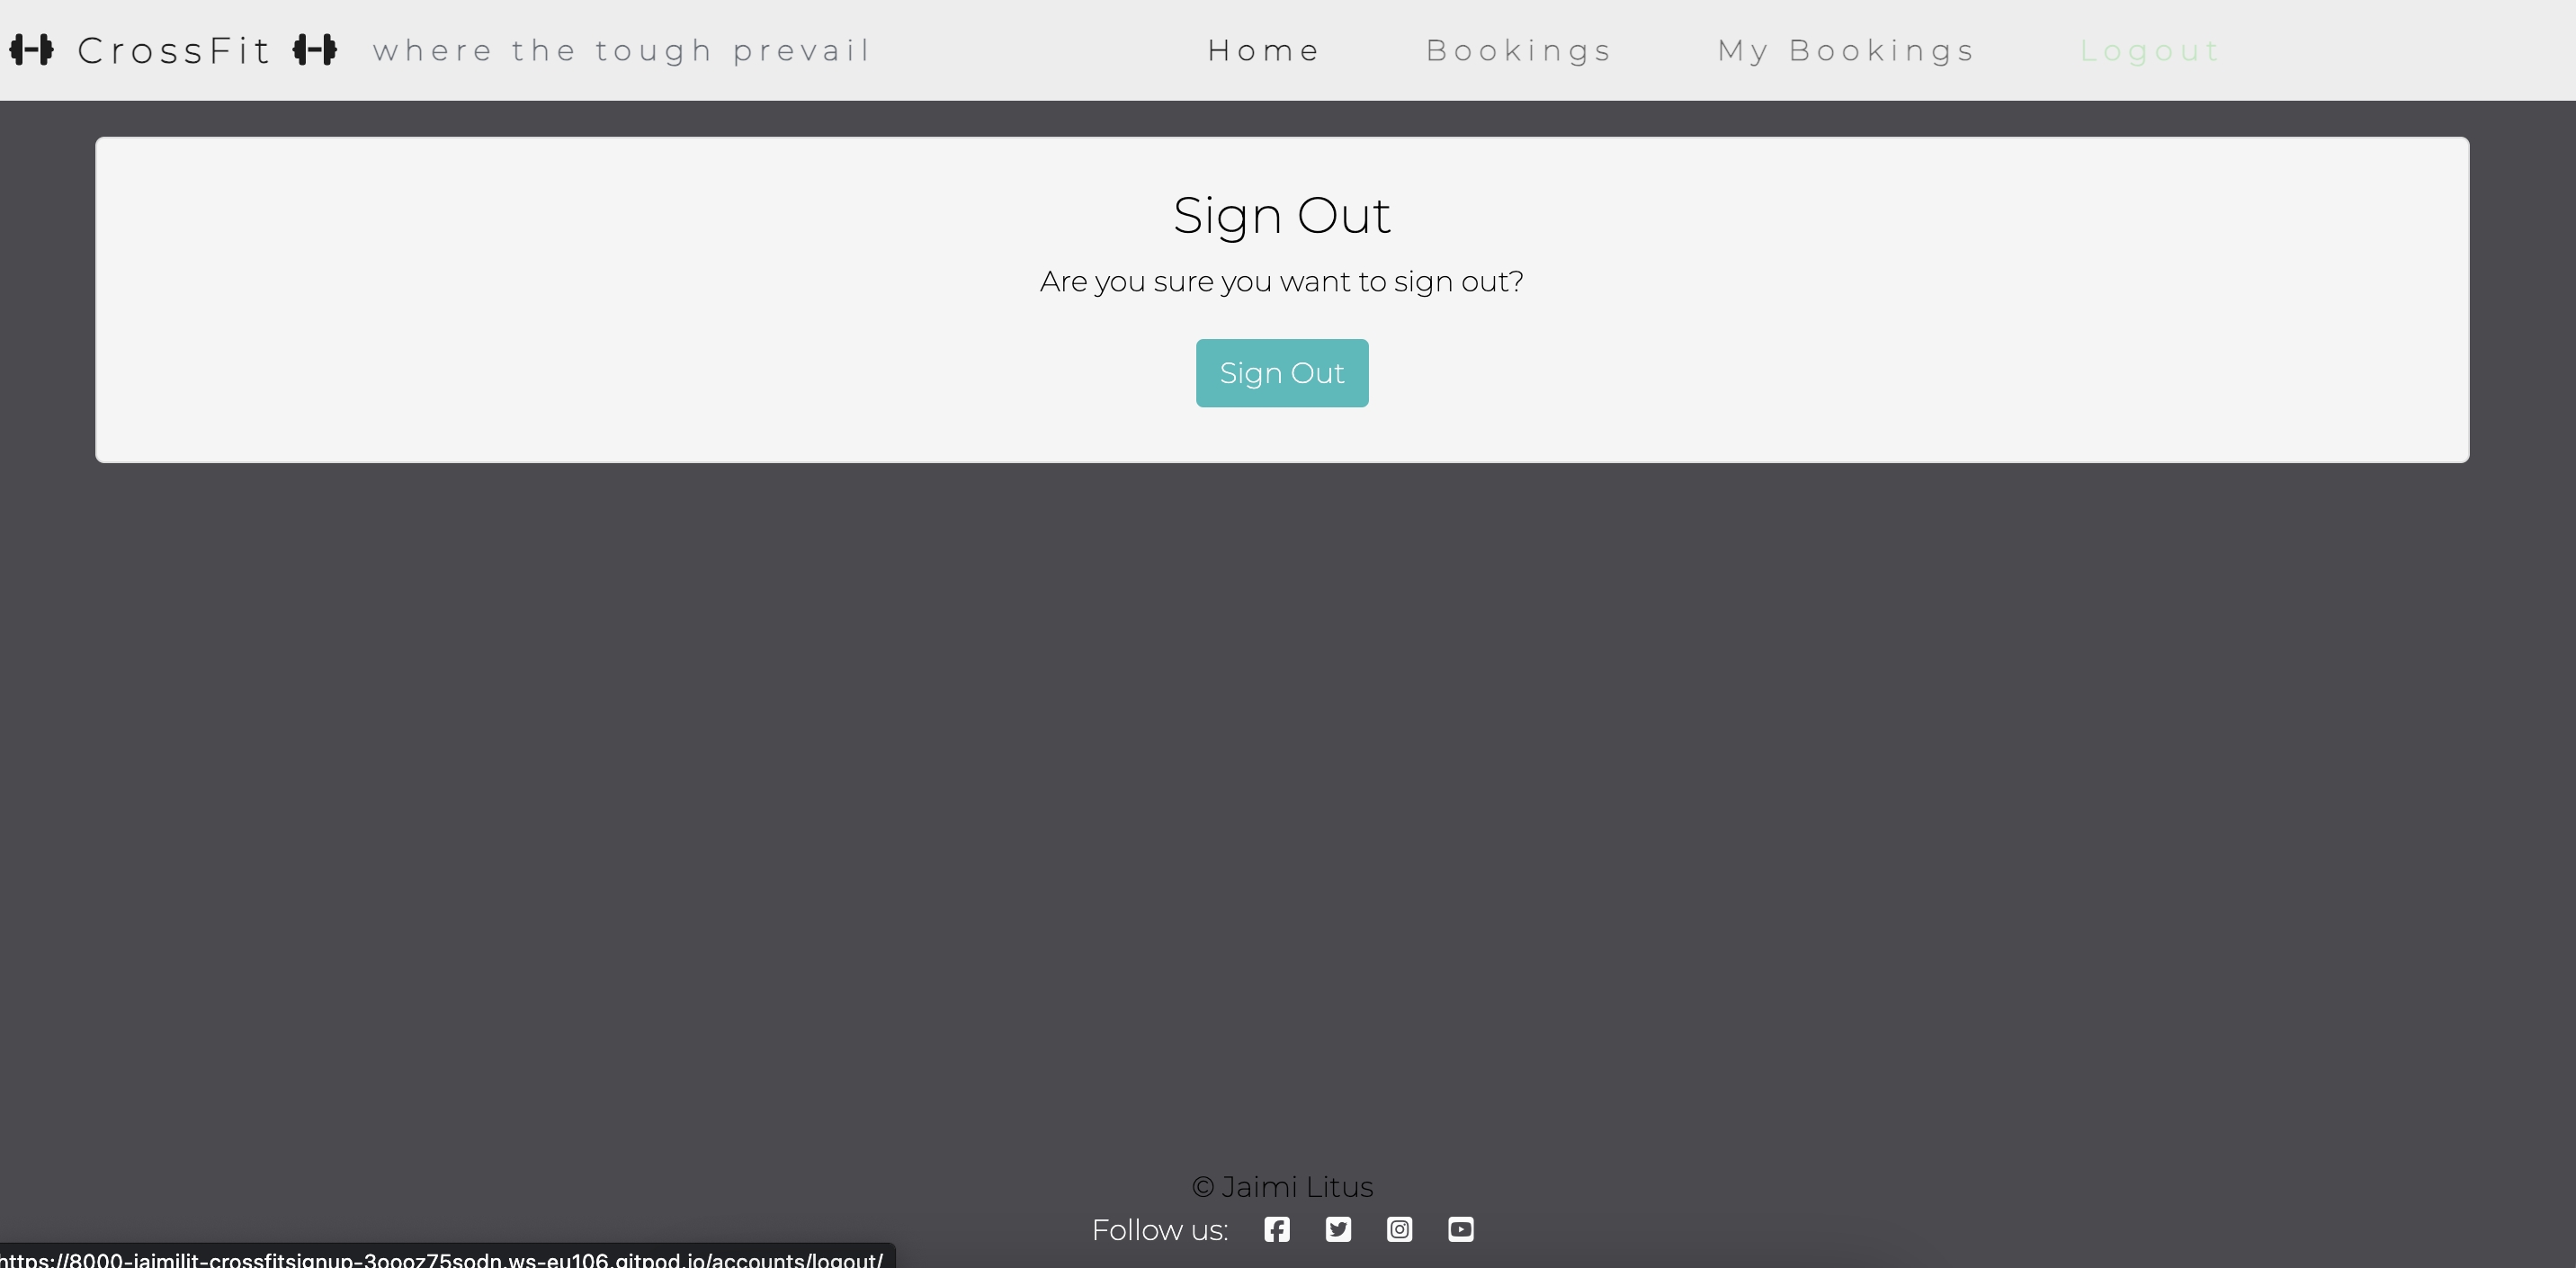 CrossFit where the tough prevail Home Bookings My Bookings Logout
Sign Out
Are you sure you want to sign out?
Sign Out
© Jaimi Litus
Follow us:
https://8000-jaimilit-crossfitsignup-3oooz75sodn.ws-eu106.gitpod.io/accounts/logout/